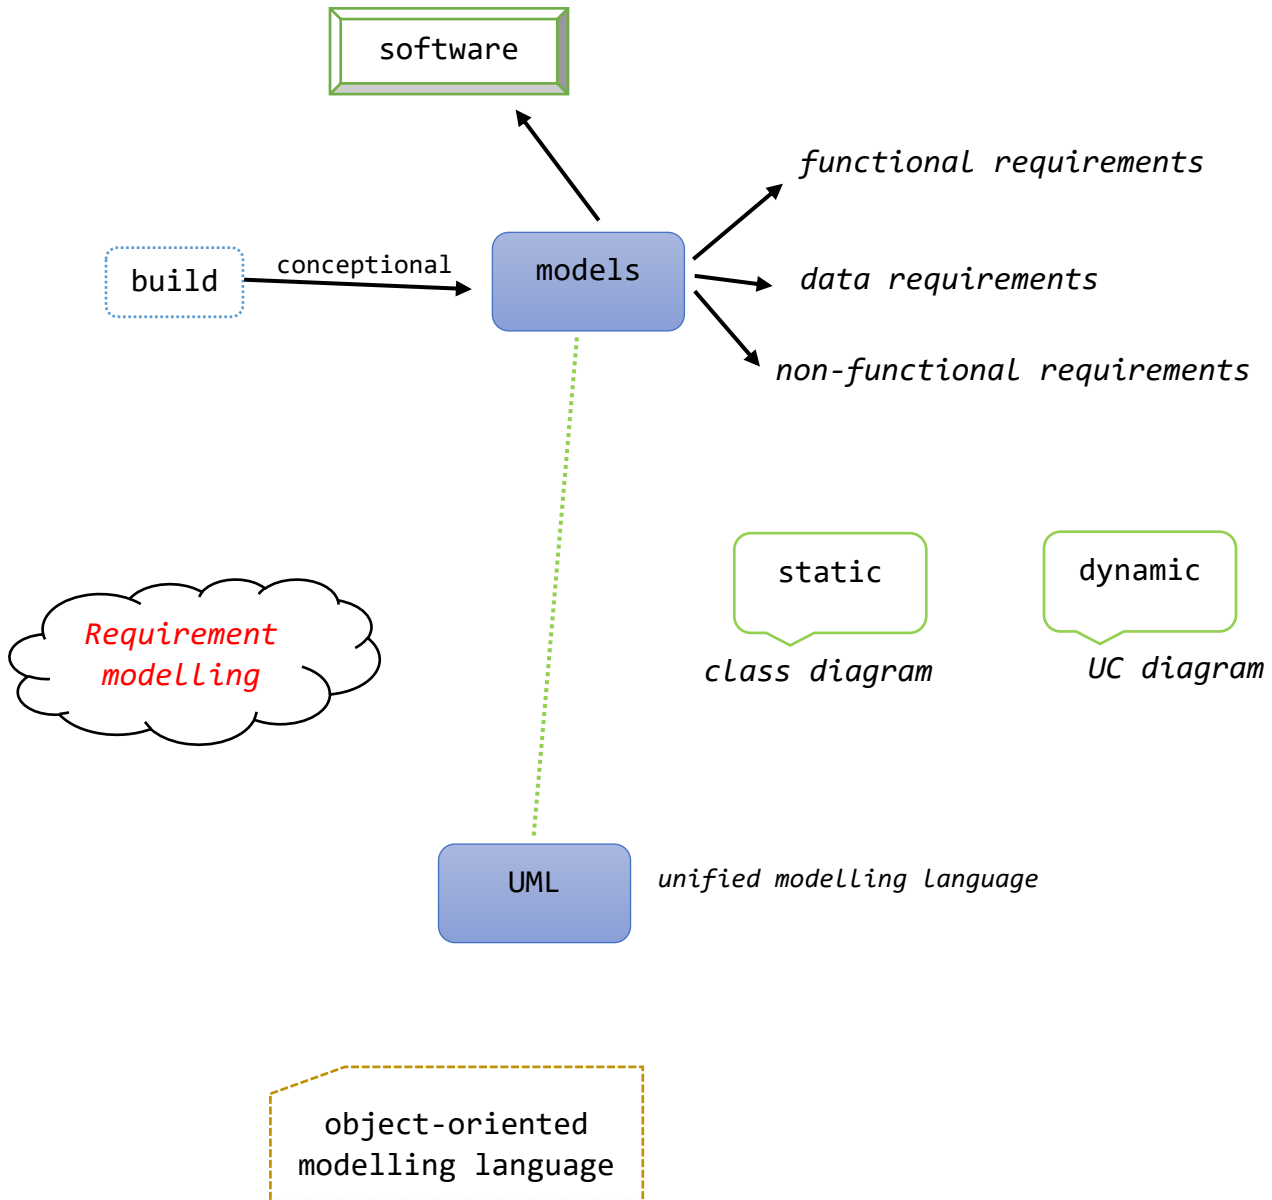 software
functional requirements
conceptional
build
models
data requirements
non-functional requirements
static
dynamic
Requirement
modelling
class diagram
UC diagram
UML
unified modelling language
object-oriented
modelling language